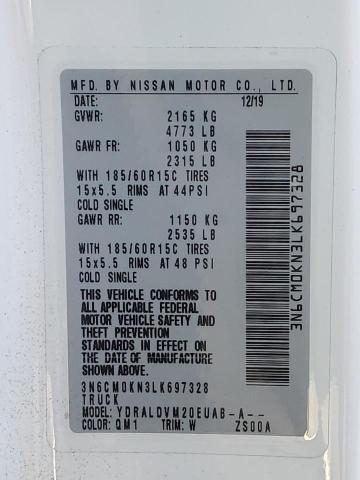 MFD. BY NISSAN MOTOR CO., LTD.
DATE: 12/19
GVWR: 2165 KG
4773 LB
GAWR FR: 1050 KG
2315 LB
WITH 185/60R15C TIRES
15x5.5 RIMS AT 44PSI
COLD SINGLE
GAWR RR: 1150 KG
2535 LB
WITH 185/60R15C TIRES
15x5.5 RIMS AT 48 PSI
COLD SINGLE
THIS VEHICLE CONFORMS TO
ALL APPLICABLE FEDERAL
MOTOR VEHICLE SAFETY AND
THEFT PREVENTION
STANDARDS IN EFFECT ON
THE DATE OF MANUFACTURE
SHOWN ABOVE.
3N6CM0KN3LK697328
TRUCK
MODEL: YDRALDVM20EUAB-A--
COLOR: QM1 TRIM: W ZS00A
3N6CM0KN3LK697328